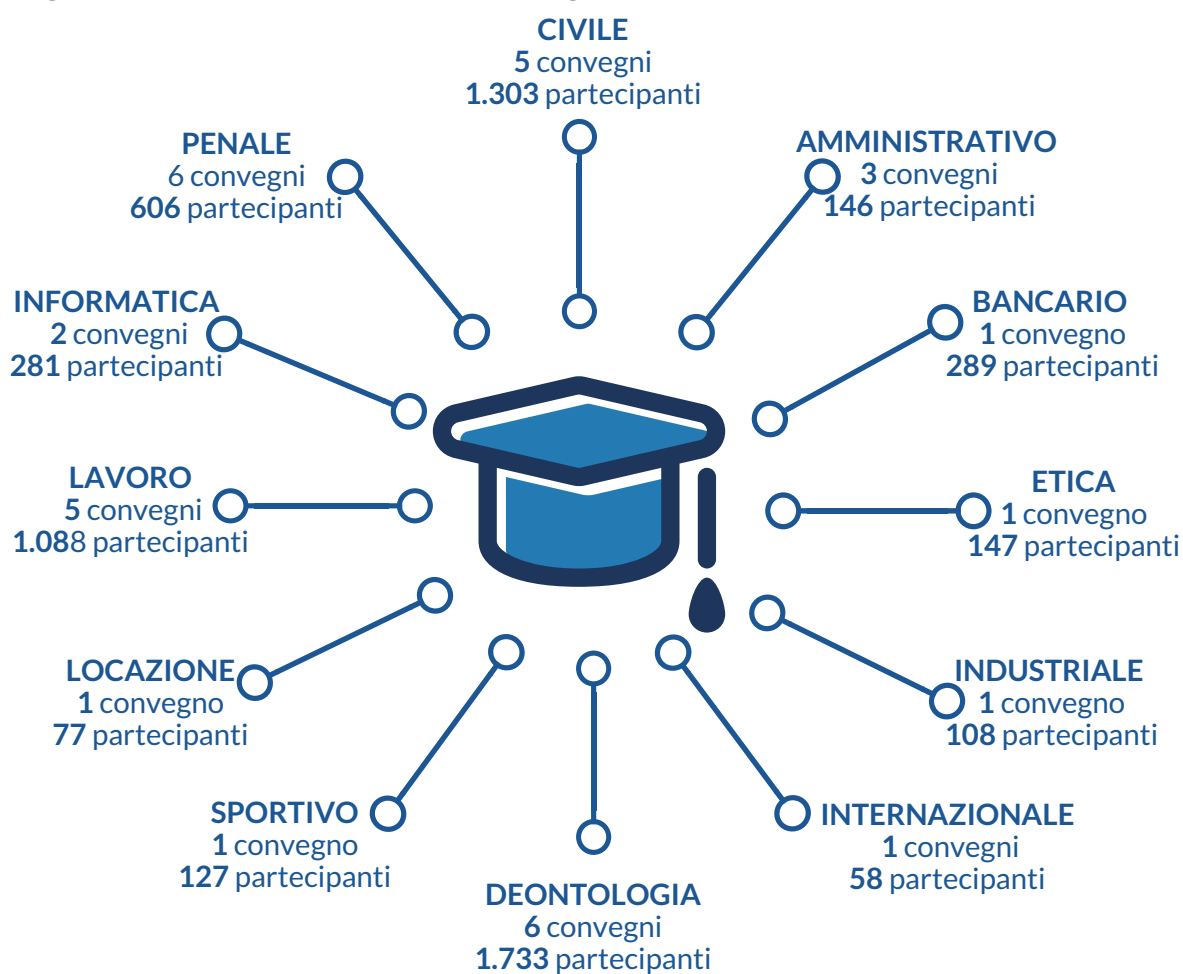 CIVILE
5 convegni
1.303 partecipanti
AMMINISTRATIVO
3 convegni
146 partecipanti
BANCARIO
1 convegno
289 partecipanti
ETICA
1 convegno
147 partecipanti
INDUSTRIALE
1 convegno
108 partecipanti
INTERNAZIONALE
1 convegni
58 partecipanti
DEONTOLOGIA
6 convegni
1.733 partecipanti
SPORTIVO
1 convegno
127 partecipanti
LOCAZIONE
1 convegno
77 partecipanti
LAVORO
5 convegni
1.088 partecipanti
INFORMATICA
2 convegni
281 partecipanti
PENALE
6 convegni
606 partecipanti